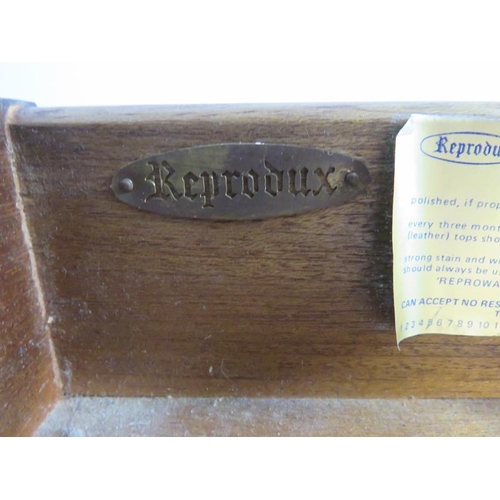 Reprodux
Reprodu
polished, if prop
every three mont
(leather) tops sho
strong stain and w
should always be u
'REPROWA
CAN ACCEPT NO RES
T
1 2 3 4 5 6 7 8 9 10 1